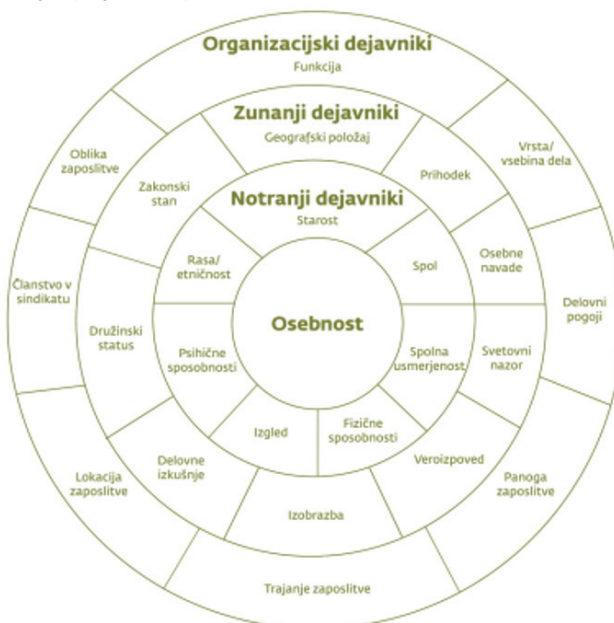 Organizacijski dejavniki
Funkcija
Zunanji dejavniki
Geografski položaj
Notranji dejavniki
Starost
Osebnost
Oblika
zaposlitve
Vrsta/
vsebina dela
Zakonski
stan
Prihodek
Rasa/
etničnost
Spol
Osebne
navade
Članstvo v
sindikatu
Delovni
pogoji
Družinski
status
Psihične
sposobnosti
Spolna
usmerjenost
Svetovni
nazor
Izgled
Fizične
sposobnosti
Delovne
izkušnje
Veroizpoved
Lokacija
zaposlitve
Panoga
zaposlitve
Izobrazba
Trajanje zaposlitve